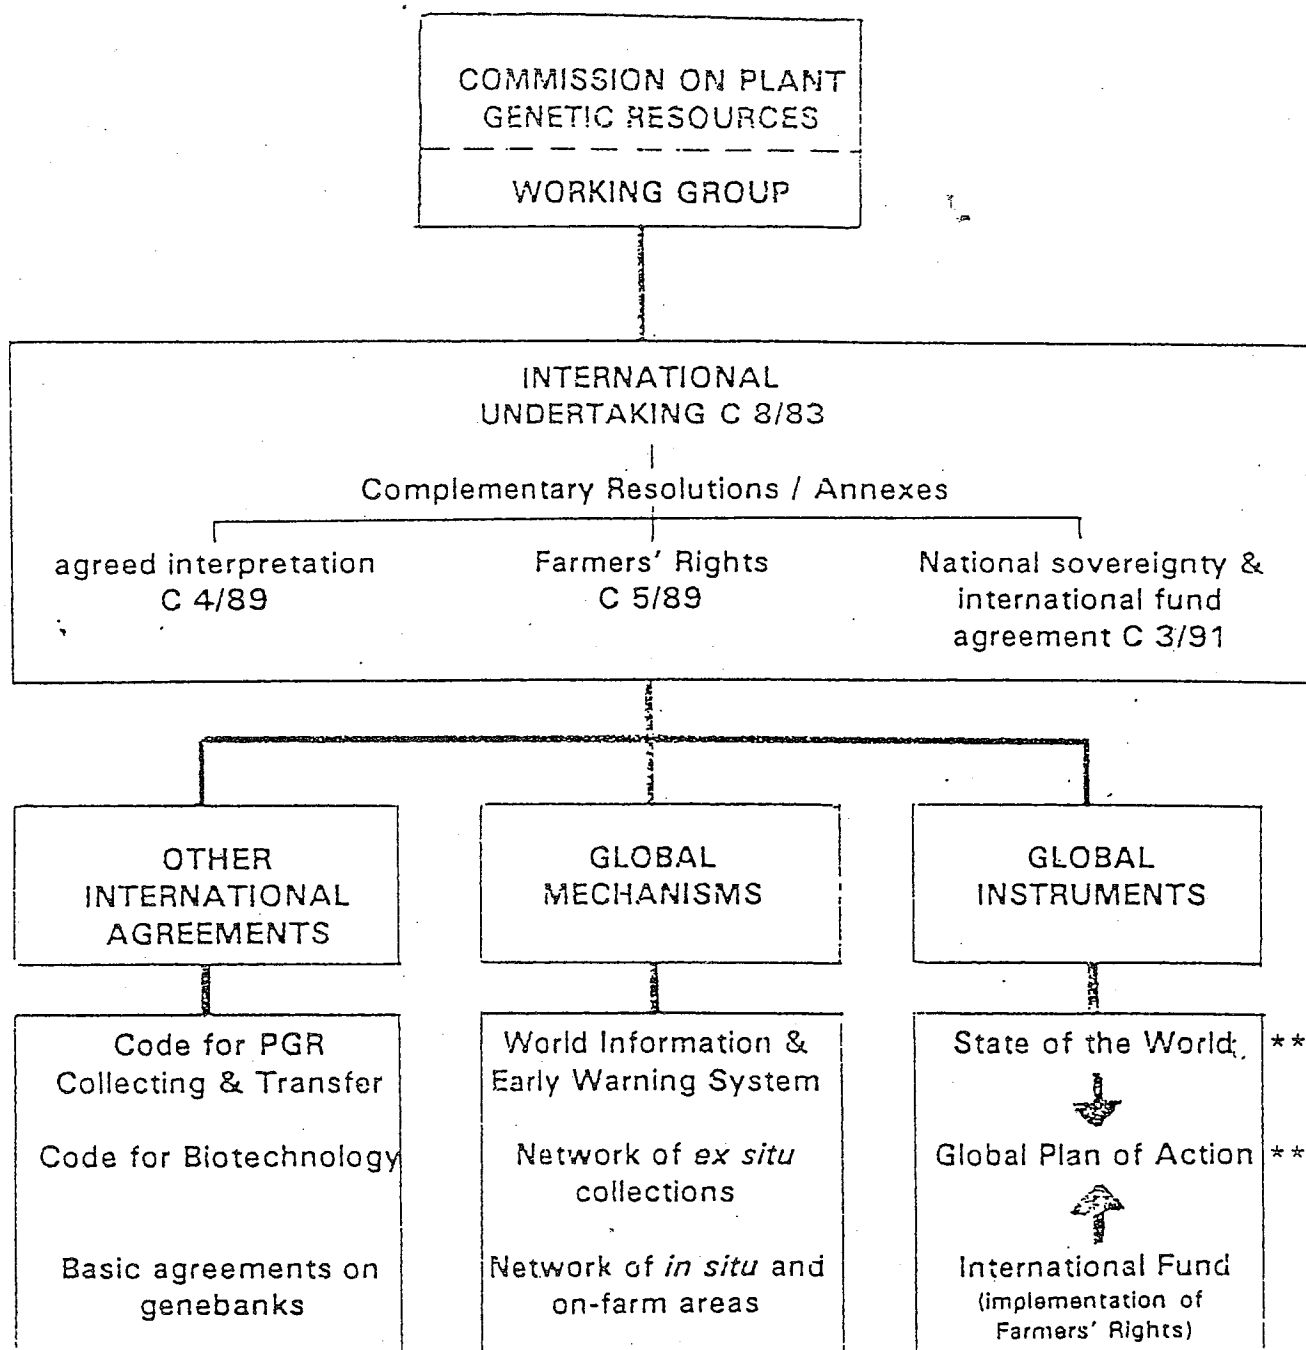 COMMISSION ON PLANT
GENETIC RESOURCES
WORKING GROUP
INTERNATIONAL
UNDERTAKING C 8/83
Complementary Resolutions / Annexes
agreed interpretation
C 4/89
Farmers' Rights
C 5/89
National sovereignty &
international fund
agreement C 3/91
OTHER
INTERNATIONAL
AGREEMENTS
GLOBAL
MECHANISMS
GLOBAL
INSTRUMENTS
Code for PGR
Collecting & Transfer
Code for Biotechnology
Basic agreements on
genebanks
World Information &
Early Warning System
Network of ex situ
collections
Network of in situ and
on-farm areas
State of the World **
Global Plan of Action **
International Fund
(implementation of
Farmers' Rights)